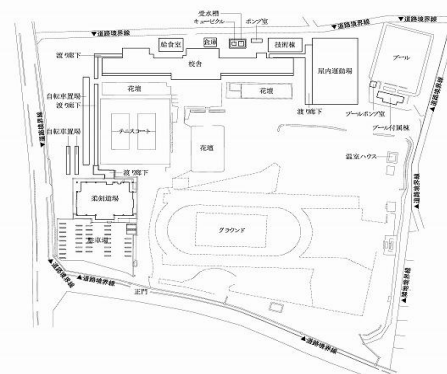 ▲道路境界線
受水槽
キュービクル
ポンプ室
▲道路境界線
給食室
倉庫
技術棟
プール
渡り廊下
校舎
屋内運動場
自転車置場
渡り廊下
花壇
花壇
渡り廊下
プールポンプ室
テニスコート
プール付属棟
自転車置場
花壇
温室ハウス
▲道路境界線
▲道路境界線
渡り廊下
柔剣道場
グラウンド
駐車場
▲道路境界線
▲道路境界線
正門
▲道路境界線